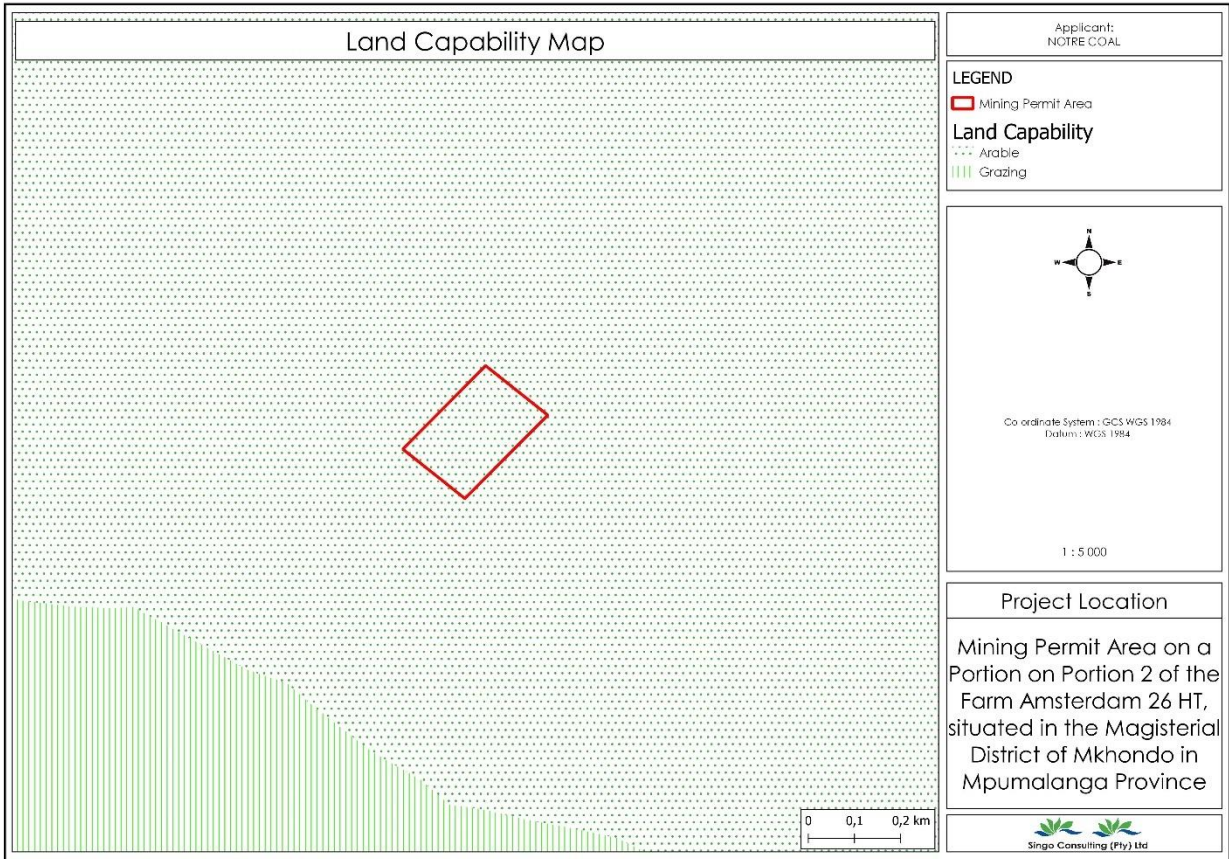 Land Capability Map
Applicant:
NOTRE COAL
LEGEND
Mining Permit Area
Land Capability
Arable
Grazing
N
W E
S
Co ordinate System : GCS WGS 1984
Datum : WGS 1984
1 : 5 000
Project Location
Mining Permit Area on a
Portion on Portion 2 of the
Farm Amsterdam 26 HT,
situated in the Magisterial
District of Mkhondo in
Mpumalanga Province
0 0,1 0,2 km
Singo Consulting (Pty) Ltd